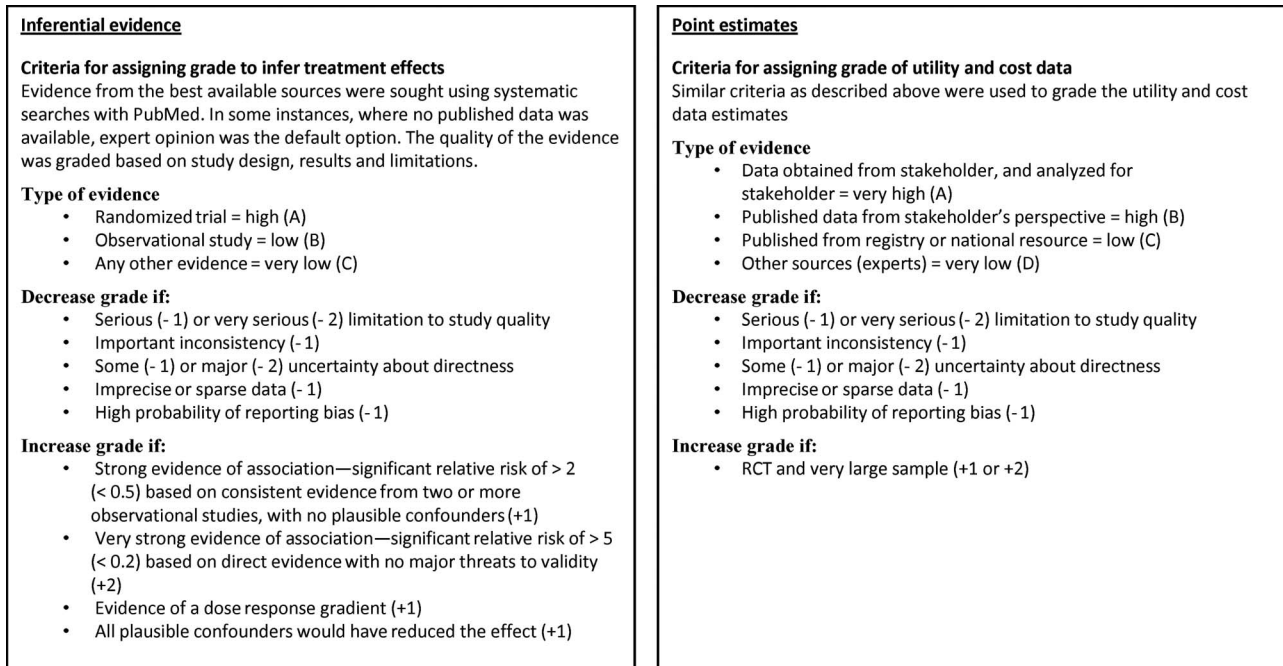 Inferential evidence
Criteria for assigning grade to infer treatment effects
Evidence from the best available sources were sought using systematic
searches with PubMed. In some instances, where no published data was
available, expert opinion was the default option. The quality of the evidence
was graded based on study design, results and limitations.
Type of evidence
• Randomized trial = high (A)
• Observational study = low (B)
• Any other evidence = very low (C)
Decrease grade if:
• Serious (- 1) or very serious (- 2) limitation to study quality
• Important inconsistency (- 1)
• Some (- 1) or major (- 2) uncertainty about directness
• Imprecise or sparse data (- 1)
• High probability of reporting bias (- 1)
Increase grade if:
• Strong evidence of association—significant relative risk of > 2
(< 0.5) based on consistent evidence from two or more
observational studies, with no plausible confounders (+1)
• Very strong evidence of association—significant relative risk of > 5
(< 0.2) based on direct evidence with no major threats to validity
(+2)
• Evidence of a dose response gradient (+1)
• All plausible confounders would have reduced the effect (+1)
Point estimates
Criteria for assigning grade of utility and cost data
Similar criteria as described above were used to grade the utility and cost
data estimates
Type of evidence
• Data obtained from stakeholder, and analyzed for
stakeholder = very high (A)
• Published data from stakeholder's perspective = high (B)
• Published from registry or national resource = low (C)
• Other sources (experts) = very low (D)
Decrease grade if:
• Serious (- 1) or very serious (- 2) limitation to study quality
• Important inconsistency (- 1)
• Some (- 1) or major (- 2) uncertainty about directness
• Imprecise or sparse data (- 1)
• High probability of reporting bias (- 1)
Increase grade if:
• RCT and very large sample (+1 or +2)